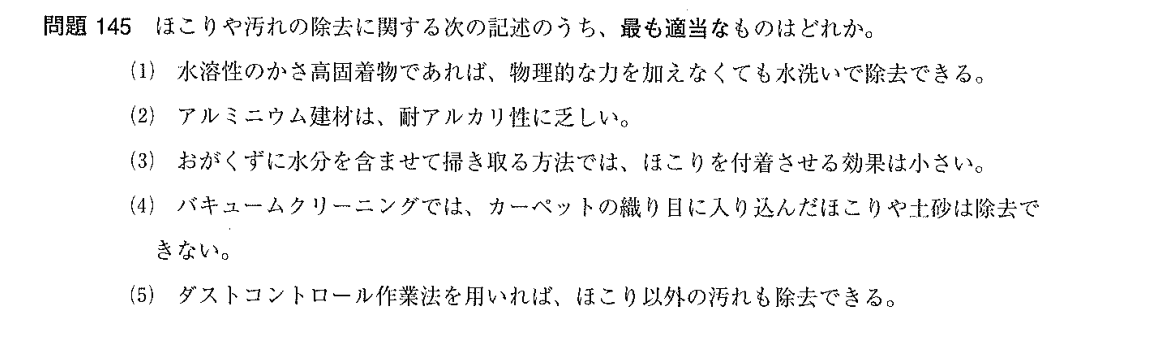 問題 145 ほこりや汚れの除去に関する次の記述のうち、最も適当なものはどれか。
(1) 水溶性のかさ高固着物であれば、物理的な力を加えなくても水洗いで除去できる。
(2) アルミニウム建材は、耐アルカリ性に乏しい。
(3) おがくずに水分を含ませて掃き取る方法では、ほこりを付着させる効果は小さい。
(4) バキュームクリーニングでは、カーペットの織り目に入り込んだほこりや土砂は除去で
きない。
(5) ダストコントロール作業法を用いれば、ほこり以外の汚れも除去できる。